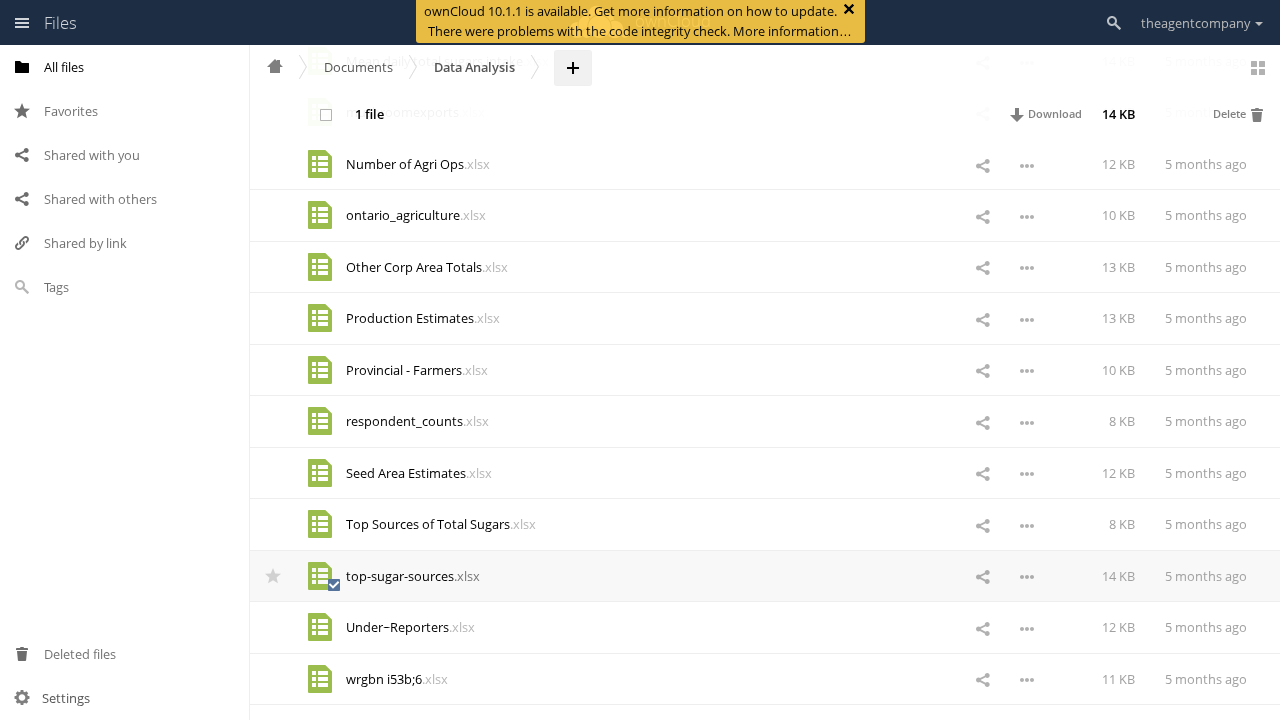 Files
ownCloud 10.1.1 is available. Get more information on how to update.
There were problems with the code integrity check. More information…
theagentcompany
All files
Favorites
Shared with you
Shared with others
Shared by link
Tags
Deleted files
Settings
Documents
Data Analysis
1 file
Download
14 KB
Delete
Number of Agri Ops.xlsx 12 KB 5 months ago
ontario_agriculture.xlsx 10 KB 5 months ago
Other Corp Area Totals.xlsx 13 KB 5 months ago
Production Estimates.xlsx 13 KB 5 months ago
Provincial - Farmers.xlsx 10 KB 5 months ago
respondent_counts.xlsx 8 KB 5 months ago
Seed Area Estimates.xlsx 12 KB 5 months ago
Top Sources of Total Sugars.xlsx 8 KB 5 months ago
top-sugar-sources.xlsx 14 KB 5 months ago
Under−Reporters.xlsx 12 KB 5 months ago
wrgbn i53b;6.xlsx 11 KB 5 months ago